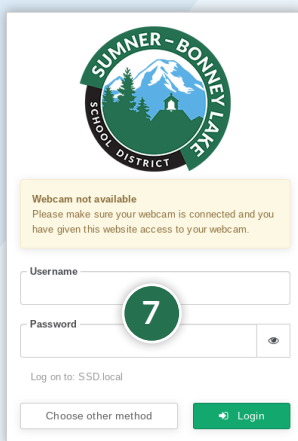 SUMNER-BONNEY LAKE
SCHOOL DISTRICT
Webcam not available
Please make sure your webcam is connected and you
have given this website access to your webcam.
Username
7
Password
Log on to: SSD.local
Choose other method
Login